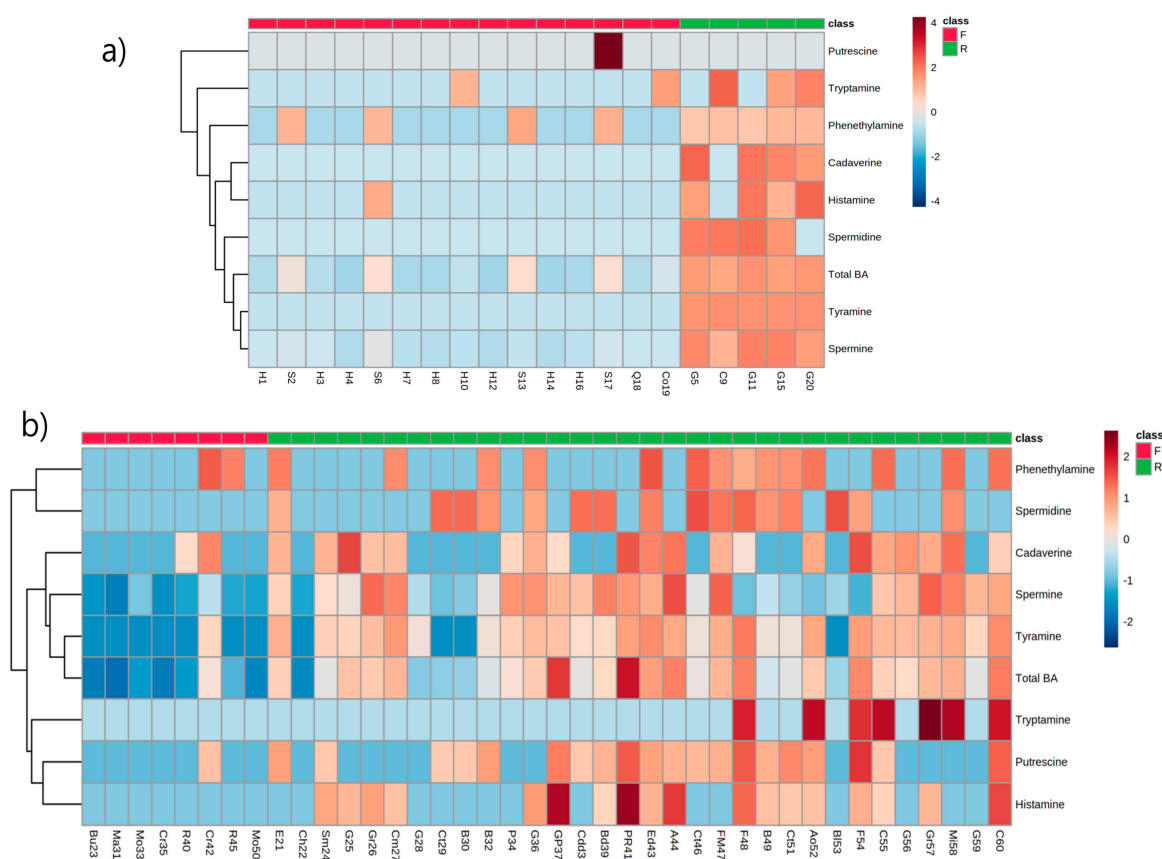 a)
class
Putrescine
Tryptamine
Phenethylamine
Cadaverine
Histamine
Spermidine
Total BA
Tyramine
Spermine
4
2
0
-2
-4
class
F
R
H1 S2 H3 H4 S6 H7 H8 H10 H12 S13 H14 H16 S17 Q18 Co19 G5 C9 G11 G15 G20
b)
class
Phenethylamine
Spermidine
Cadaverine
Spermine
Tyramine
Total BA
Tryptamine
Putrescine
Histamine
2
1
0
-1
-2
class
F
R
Bu23 Ma31 Mo33 Cr35 R40 Cr42 R45 Mo50 E21 Ch22 Sm24 G25 Gr26 Cm27 G28 Ct29 B30 B32 P34 G36 GP37 Cdd3 Bd39 PR41 Ed43 A44 Ct46 FM47 F48 B49 Ct51 Ao52 Bl53 F54 C55 G56 Gr57 Ml58 G59 C60